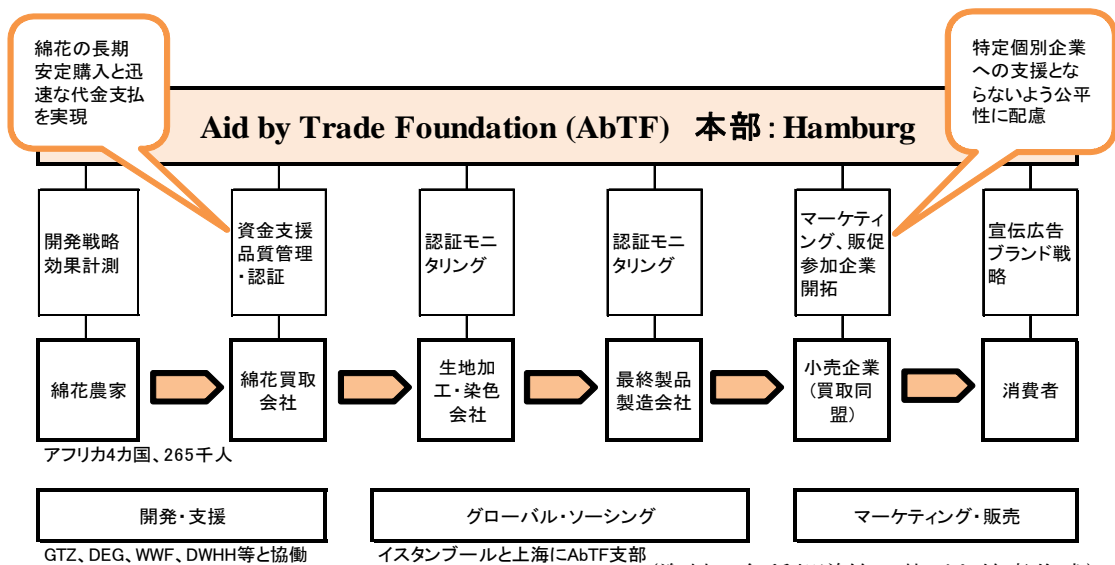 綿花の長期
安定購入と迅
速な代金支払
を実現
特定個別企業
への支援とな
らないよう公平
性に配慮
Aid by Trade Foundation (AbTF) 本部：Hamburg
開発戦略
効果計測
資金支援
品質管理
・認証
認証モニ
タリング
認証モニ
タリング
マーケティ
ング、販促
参加企業
開拓
宣伝広告
ブランド戦
略
綿花農家
綿花買取
会社
生地加
工・染色
会社
最終製品
製造会社
小売企業
(買取同
盟)
消費者
アフリカ4カ国、265千人
開発・支援
グローバル・ソーシング
マーケティング・販売
GTZ、DEG、WWF、DWHH等と協働
イスタンブールと上海にAbTF支部